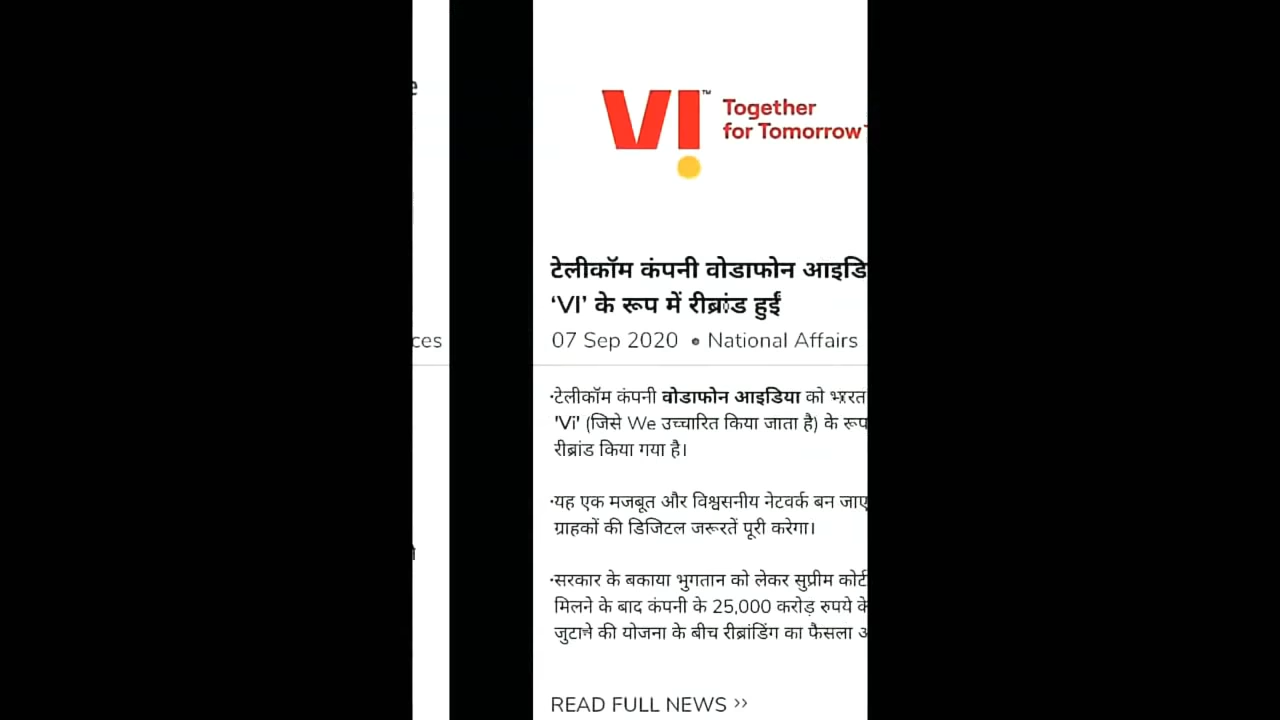 VI™
Together
for Tomorrow
टेलीकॉम कंपनी वोडाफोन
‘VI’ के रूप में रीब्रांड हुईं
ces
07 Sep 2020 • National Affairs
·टेलीकॉम कंपनी वोडाफोन आइडिया को भारत
'Vi' (जिसे We उच्चारित किया जाता है) के रूप
रीब्रांड किया गया है।
·यह एक मजबूत और विश्वसनीय नेटवर्क बन
ग्राहकों की डिजिटल जरूरतें पूरी करेगा।
·सरकार के बकाया भुगतान को लेकर सुप्रीम कोर्ट
मिलने के बाद कंपनी के 25,000 करोड़ रुपये के
जुटाने की योजना के बीच रीब्रांडिंग का फैसला
READ FULL NEWS >>